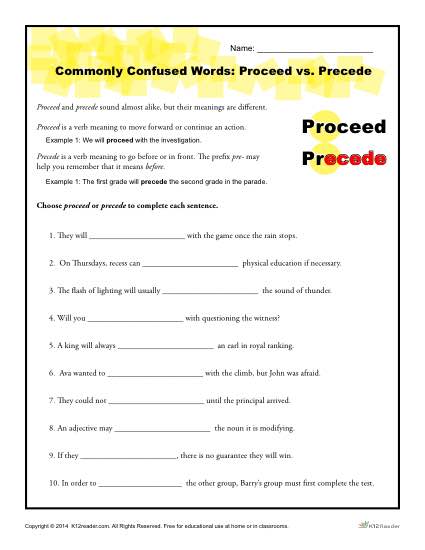 Name: ___________________________
Commonly Confused Words: Proceed vs. Precede
Proceed and precede sound almost alike, but their meanings are different.
Proceed is a verb meaning to move forward or continue an action.
Example 1: We will proceed with the investigation.
Precede is a verb meaning to go before or in front. The prefix pre- may
help you remember that it means before.
Example 1: The first grade will precede the second grade in the parade.
Proceed
Precede
Choose proceed or precede to complete each sentence.
1. They will ________________________ with the game once the rain stops.
2. On Thursdays, recess can ________________________ physical education if necessary.
3. The flash of lighting will usually ________________________ the sound of thunder.
4. Will you ________________________ with questioning the witness?
5. A king will always ________________________ an earl in royal ranking.
6. Ava wanted to ________________________ with the climb, but John was afraid.
7. They could not ________________________ until the principal arrived.
8. An adjective may ________________________ the noun it is modifying.
9. If they ________________________, there is no guarantee they will win.
10. In order to ____________________ the other group, Barry's group must first complete the test.
Copyright © 2014 K12reader.com. All Rights Reserved. Free for educational use at home or in classrooms.
K12Reader